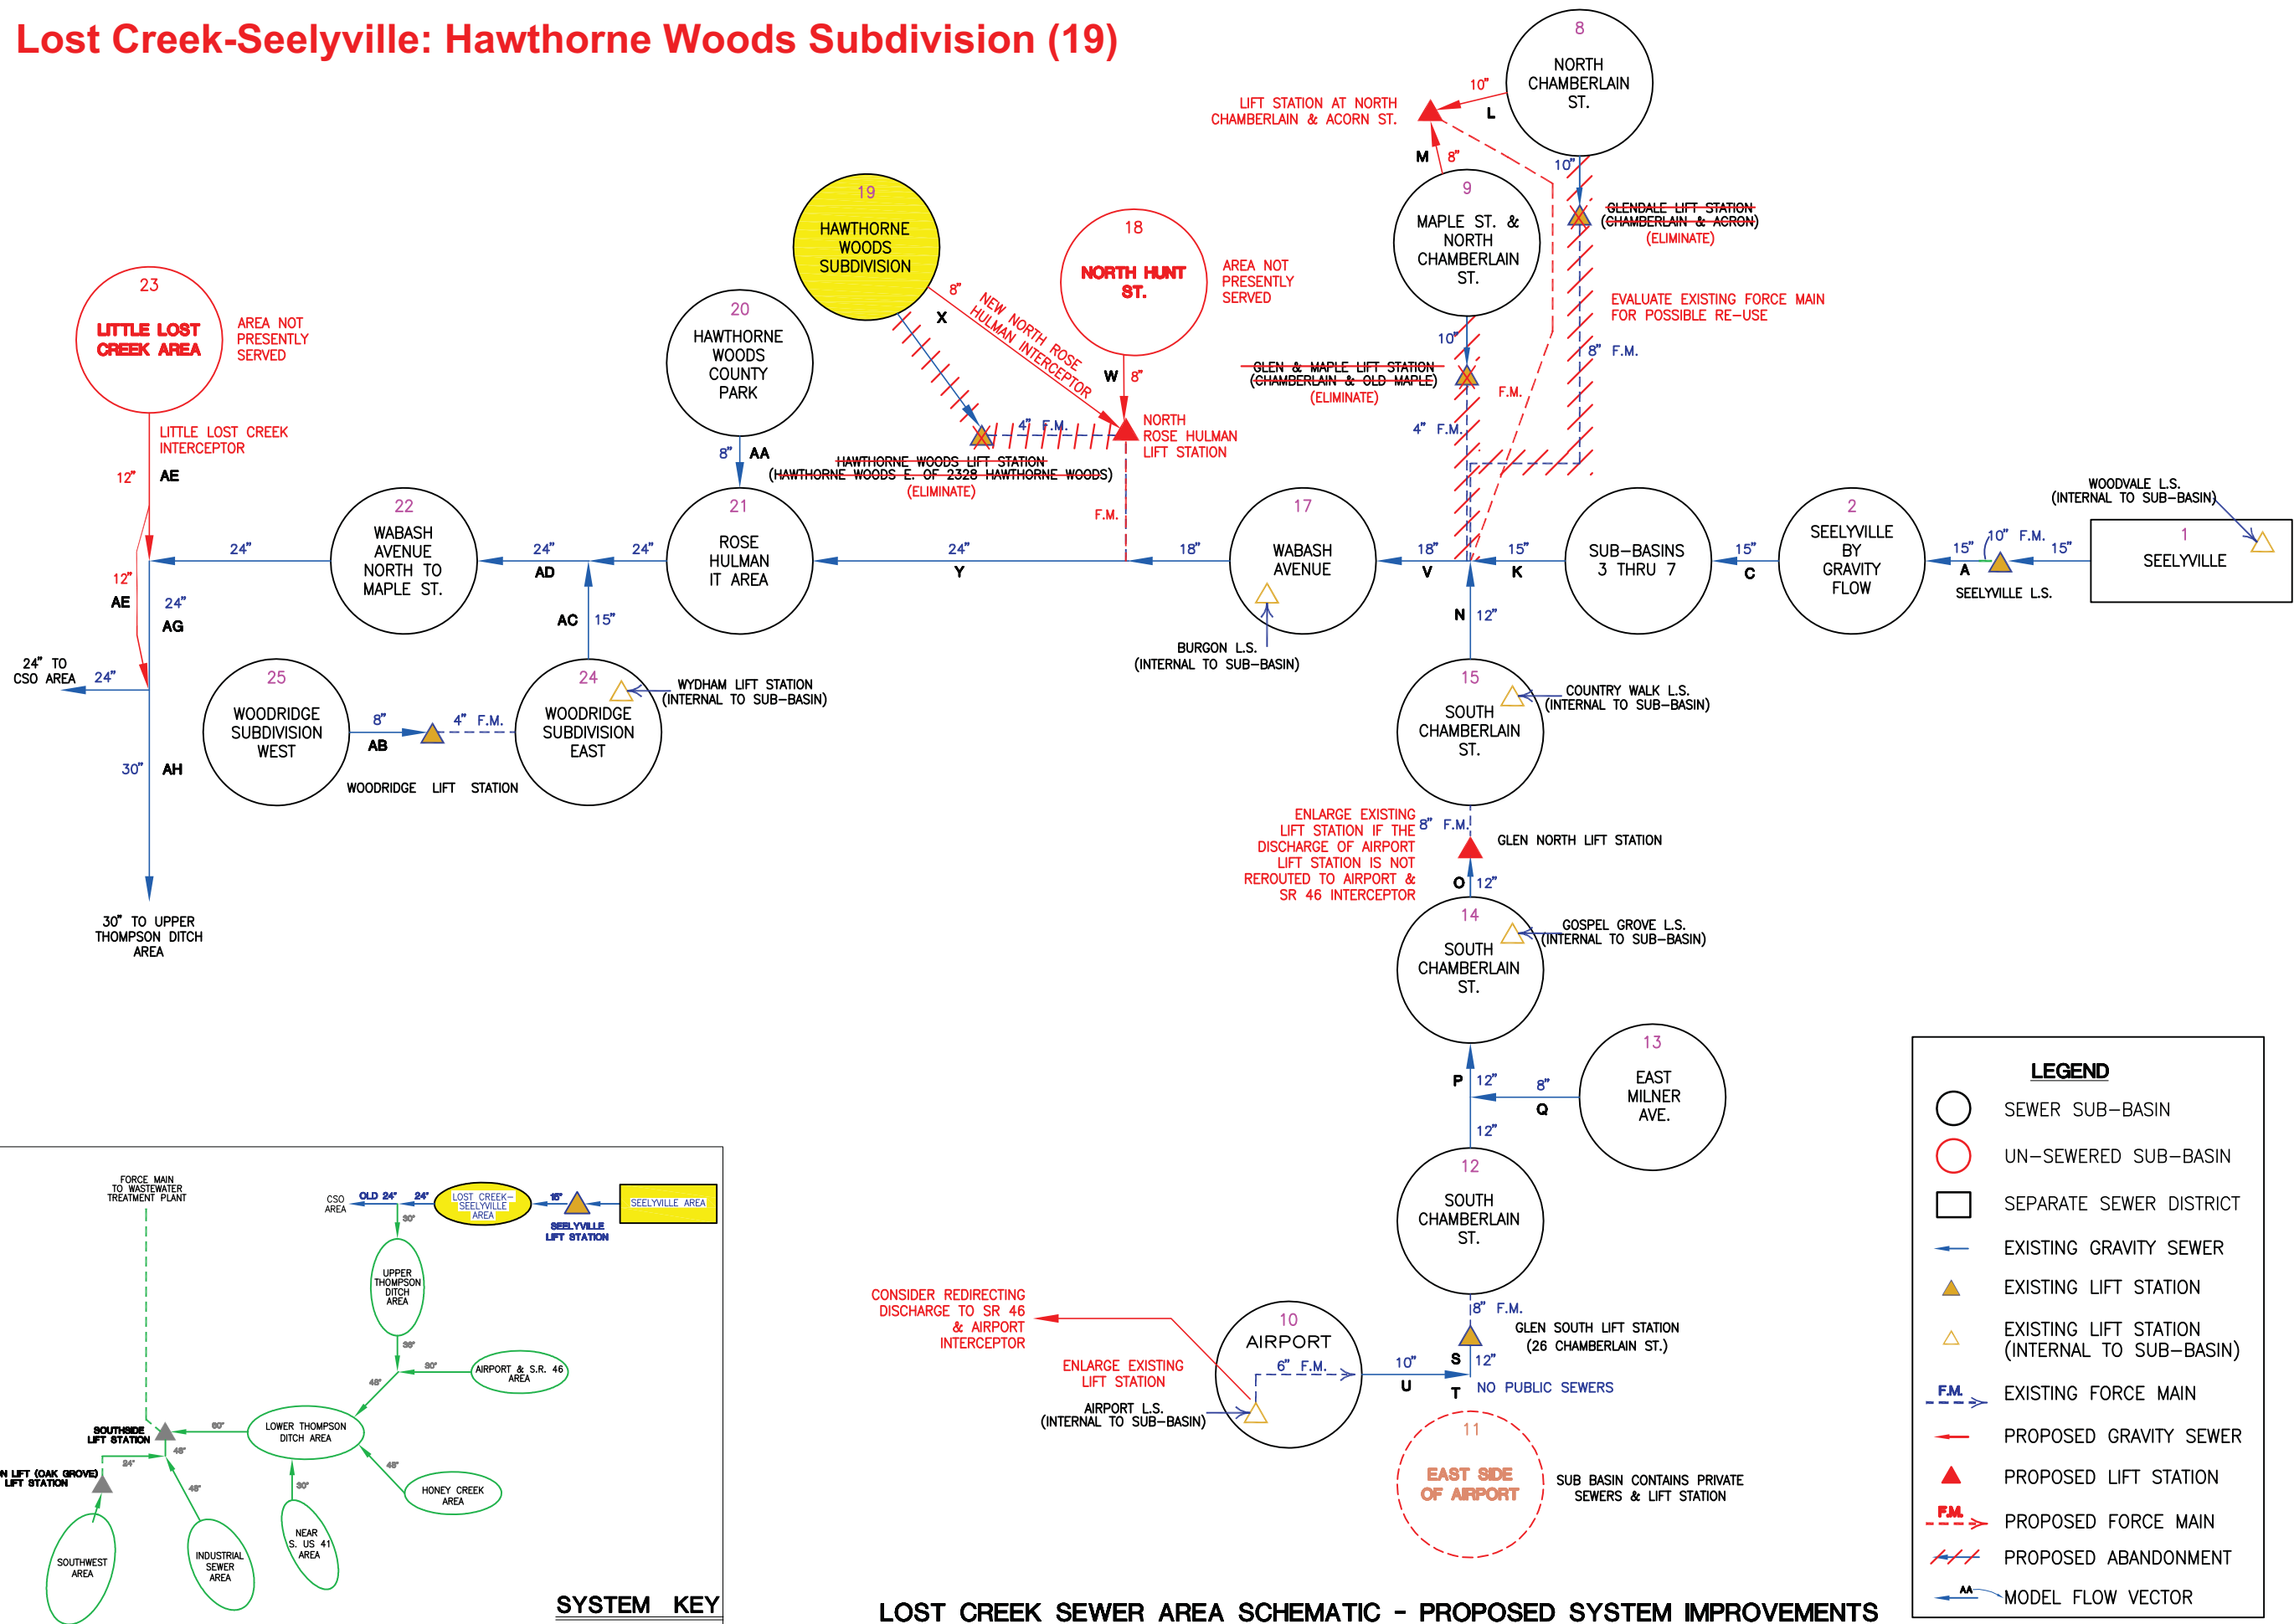 Lost Creek-Seelyville: Hawthorne Woods Subdivision (19)
8
NORTH
CHAMBERLAIN
ST.
10"
L
LIFT STATION AT NORTH
CHAMBERLAIN & ACORN ST.
M
8"
10"
GLENDALE LIFT STATION
(CHAMBERLAIN & ACRON)
(ELIMINATE)
9
MAPLE ST. &
NORTH
CHAMBERLAIN
ST.
EVALUATE EXISTING FORCE MAIN
FOR POSSIBLE RE-USE
8" F.M.
10"
GLEN & MAPLE LIFT STATION
(CHAMBERLAIN & OLD MAPLE)
(ELIMINATE)
4" F.M.
F.M.
19
HAWTHORNE
WOODS
SUBDIVISION
8"
X
NEW NORTH ROSE
HULMAN INTERCEPTOR
18
NORTH HUNT
ST.
AREA NOT
PRESENTLY
SERVED
W
8"
NORTH
ROSE HULMAN
LIFT STATION
4" F.M.
HAWTHORNE WOODS LIFT STATION
(HAWTHORNE WOODS E. OF 2328 HAWTHORNE WOODS)
(ELIMINATE)
F.M.
20
HAWTHORNE
WOODS
COUNTY
PARK
8"
AA
23
LITTLE LOST
CREEK AREA
AREA NOT
PRESENTLY
SERVED
LITTLE LOST CREEK
INTERCEPTOR
12"
AE
24"
22
WABASH
AVENUE
NORTH TO
MAPLE ST.
24"
AD
24"
21
ROSE
HULMAN
IT AREA
24"
Y
18"
17
WABASH
AVENUE
BURGON L.S.
(INTERNAL TO SUB-BASIN)
18"
V
15"
K
SUB-BASINS
3 THRU 7
15"
C
2
SEELYVILLE
BY
GRAVITY
FLOW
15"
A
10" F.M.
15"
SEELYVILLE L.S.
1
SEELYVILLE
WOODVALE L.S.
(INTERNAL TO SUB-BASIN)
12"
AE
24"
AG
24" TO
CSO AREA
24"
30"
AH
30" TO UPPER
THOMPSON DITCH
AREA
25
WOODRIDGE
SUBDIVISION
WEST
8"
AB
4" F.M.
WOODRIDGE LIFT STATION
AC
15"
24
WOODRIDGE
SUBDIVISION
EAST
WYDHAM LIFT STATION
(INTERNAL TO SUB-BASIN)
N
12"
15
SOUTH
CHAMBERLAIN
ST.
COUNTRY WALK L.S.
(INTERNAL TO SUB-BASIN)
ENLARGE EXISTING
LIFT STATION IF THE
DISCHARGE OF AIRPORT
LIFT STATION IS NOT
REROUTED TO AIRPORT &
SR 46 INTERCEPTOR
8" F.M.
GLEN NORTH LIFT STATION
O
12"
14
SOUTH
CHAMBERLAIN
ST.
GOSPEL GROVE L.S.
(INTERNAL TO SUB-BASIN)
P
12"
8"
Q
13
EAST
MILNER
AVE.
12"
12
SOUTH
CHAMBERLAIN
ST.
8" F.M.
GLEN SOUTH LIFT STATION
(26 CHAMBERLAIN ST.)
S
12"
T
NO PUBLIC SEWERS
CONSIDER REDIRECTING
DISCHARGE TO SR 46
& AIRPORT
INTERCEPTOR
10
AIRPORT
6" F.M.
10"
U
ENLARGE EXISTING
LIFT STATION
AIRPORT L.S.
(INTERNAL TO SUB-BASIN)
11
EAST SIDE
OF AIRPORT
SUB BASIN CONTAINS PRIVATE
SEWERS & LIFT STATION
LEGEND
SEWER SUB-BASIN
UN-SEWERED SUB-BASIN
SEPARATE SEWER DISTRICT
EXISTING GRAVITY SEWER
EXISTING LIFT STATION
EXISTING LIFT STATION
(INTERNAL TO SUB-BASIN)
F.M.
EXISTING FORCE MAIN
PROPOSED GRAVITY SEWER
PROPOSED LIFT STATION
F.M.
PROPOSED FORCE MAIN
PROPOSED ABANDONMENT
AA
MODEL FLOW VECTOR
FORCE MAIN
TO WASTEWATER
TREATMENT PLANT
CSO
AREA
OLD 24"
24"
LOST CREEK-
SEELYVILLE
AREA
15"
SEELYVILLE
LIFT STATION
SEELYVILLE AREA
30"
UPPER
THOMPSON
DITCH
AREA
36"
30"
AIRPORT & S.R. 46
AREA
48"
LOWER THOMPSON
DITCH AREA
60"
SOUTHSIDE
LIFT STATION
48"
24"
N LIFT (OAK GROVE)
LIFT STATION
48"
30"
48"
HONEY CREEK
AREA
NEAR
S. US 41
AREA
INDUSTRIAL
SEWER
AREA
SOUTHWEST
AREA
SYSTEM KEY
LOST CREEK SEWER AREA SCHEMATIC - PROPOSED SYSTEM IMPROVEMENTS